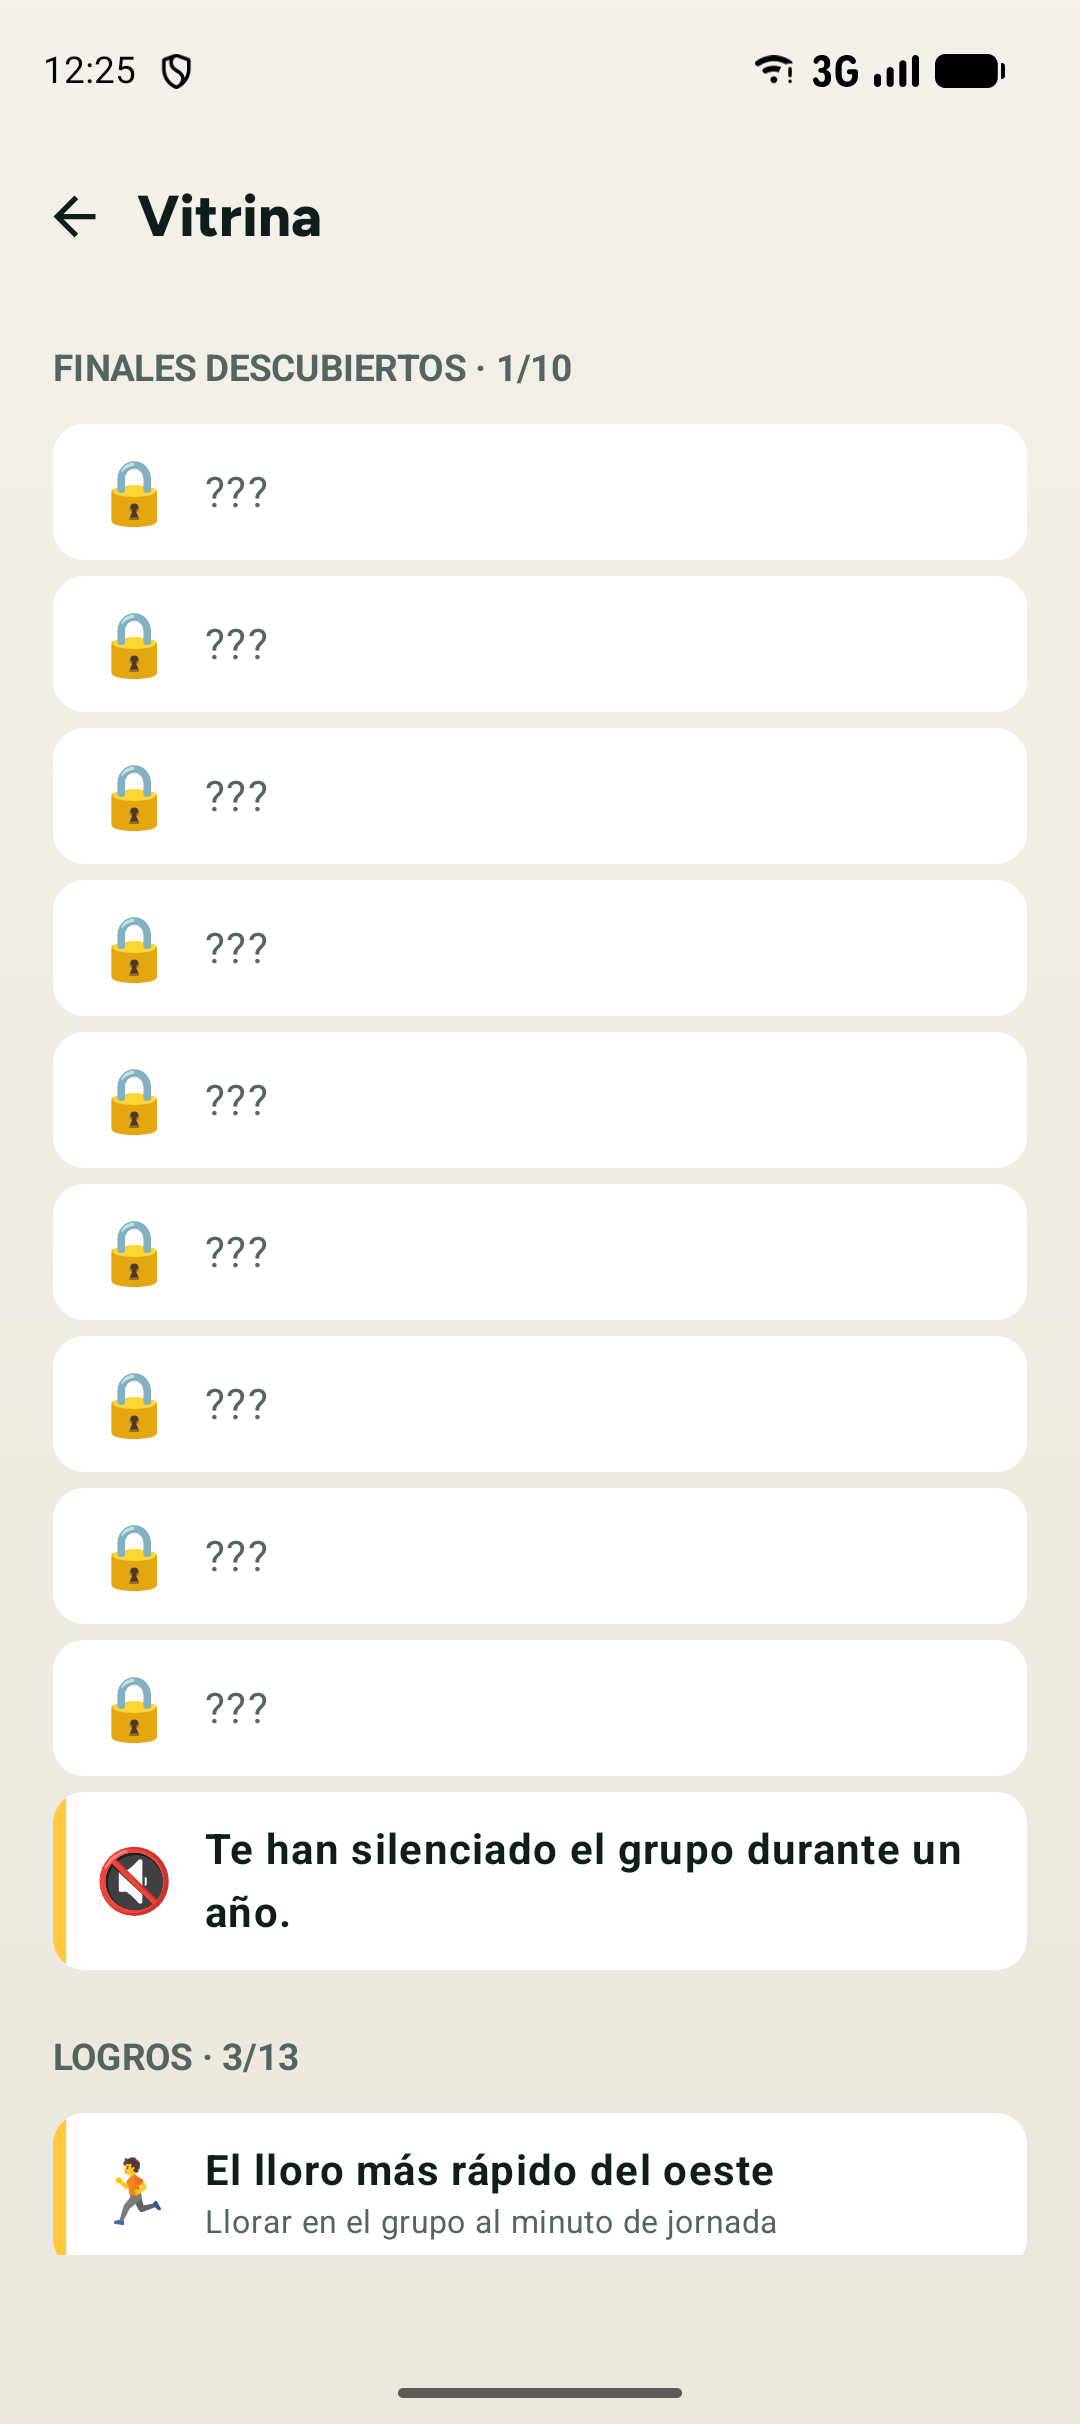 12:25
3G
Vitrina
FINALES DESCUBIERTOS · 1/10
???
???
???
???
???
???
???
???
???
Te han silenciado el grupo durante un
año.
LOGROS · 3/13
El lloro más rápido del oeste
Llorar en el grupo al minuto de jornada